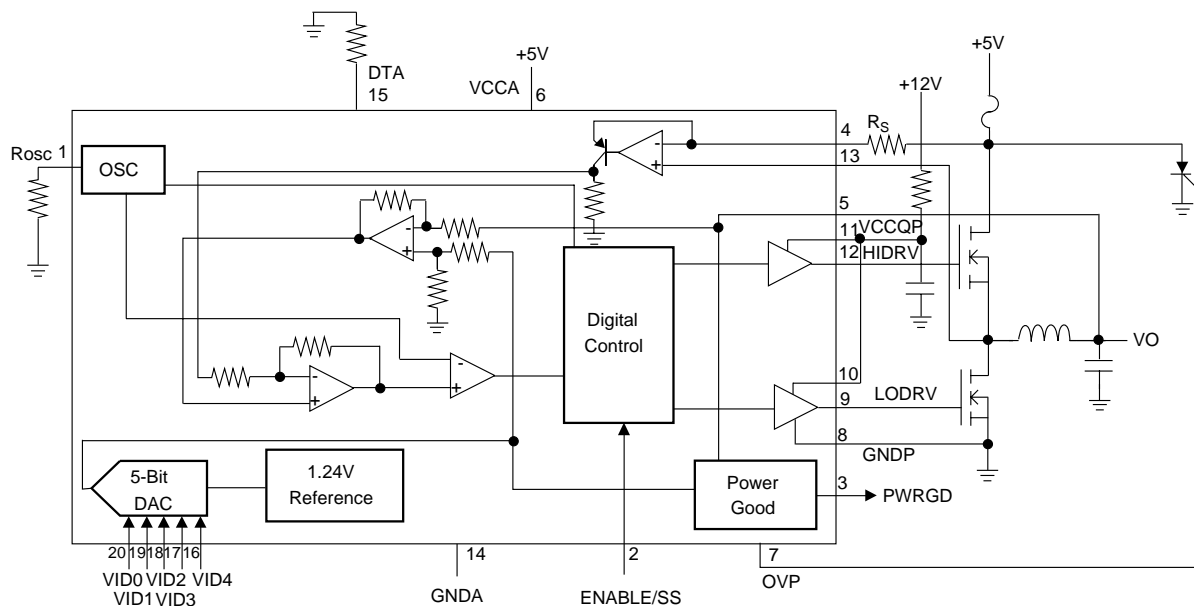 +5V
+5V
DTA
15
VCCA
6
+12V
Rosc 1
OSC
4
RS
13
5
VCCQP
11
12
HIDRV
Digital
Control
VO
10
9
LODRV
8
GNDP
5-Bit
DAC
1.24V
Reference
Power
Good
3
PWRGD
-
+
-
+
-
+
-
+
20 19 18 17 16
14
2
7
VID0 VID2 VID4
VID1 VID3
GNDA
ENABLE/SS
OVP